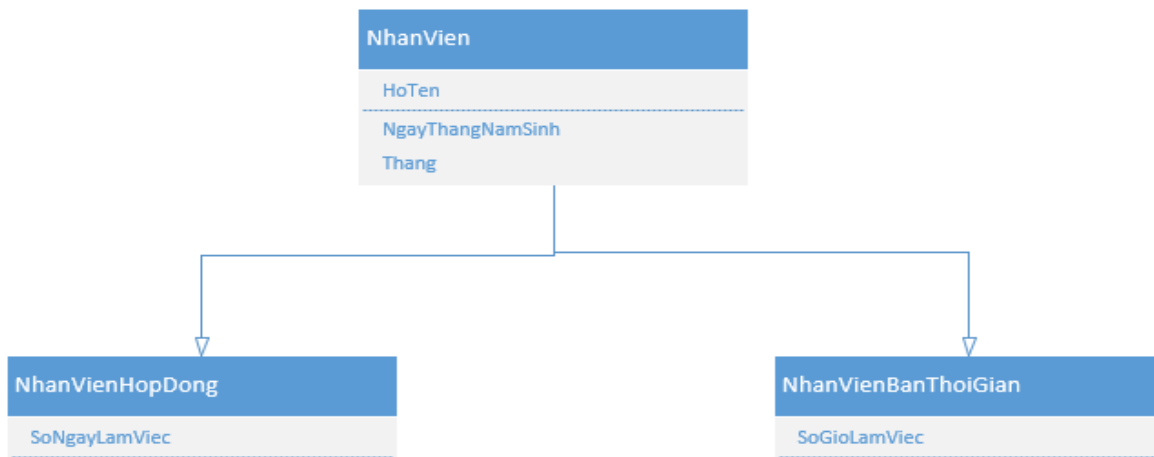 NhanVien
HoTen
NgayThangNamSinh
Thang
NhanVienHopDong
SoNgayLamViec
NhanVienBanThoiGian
SoGioLamViec